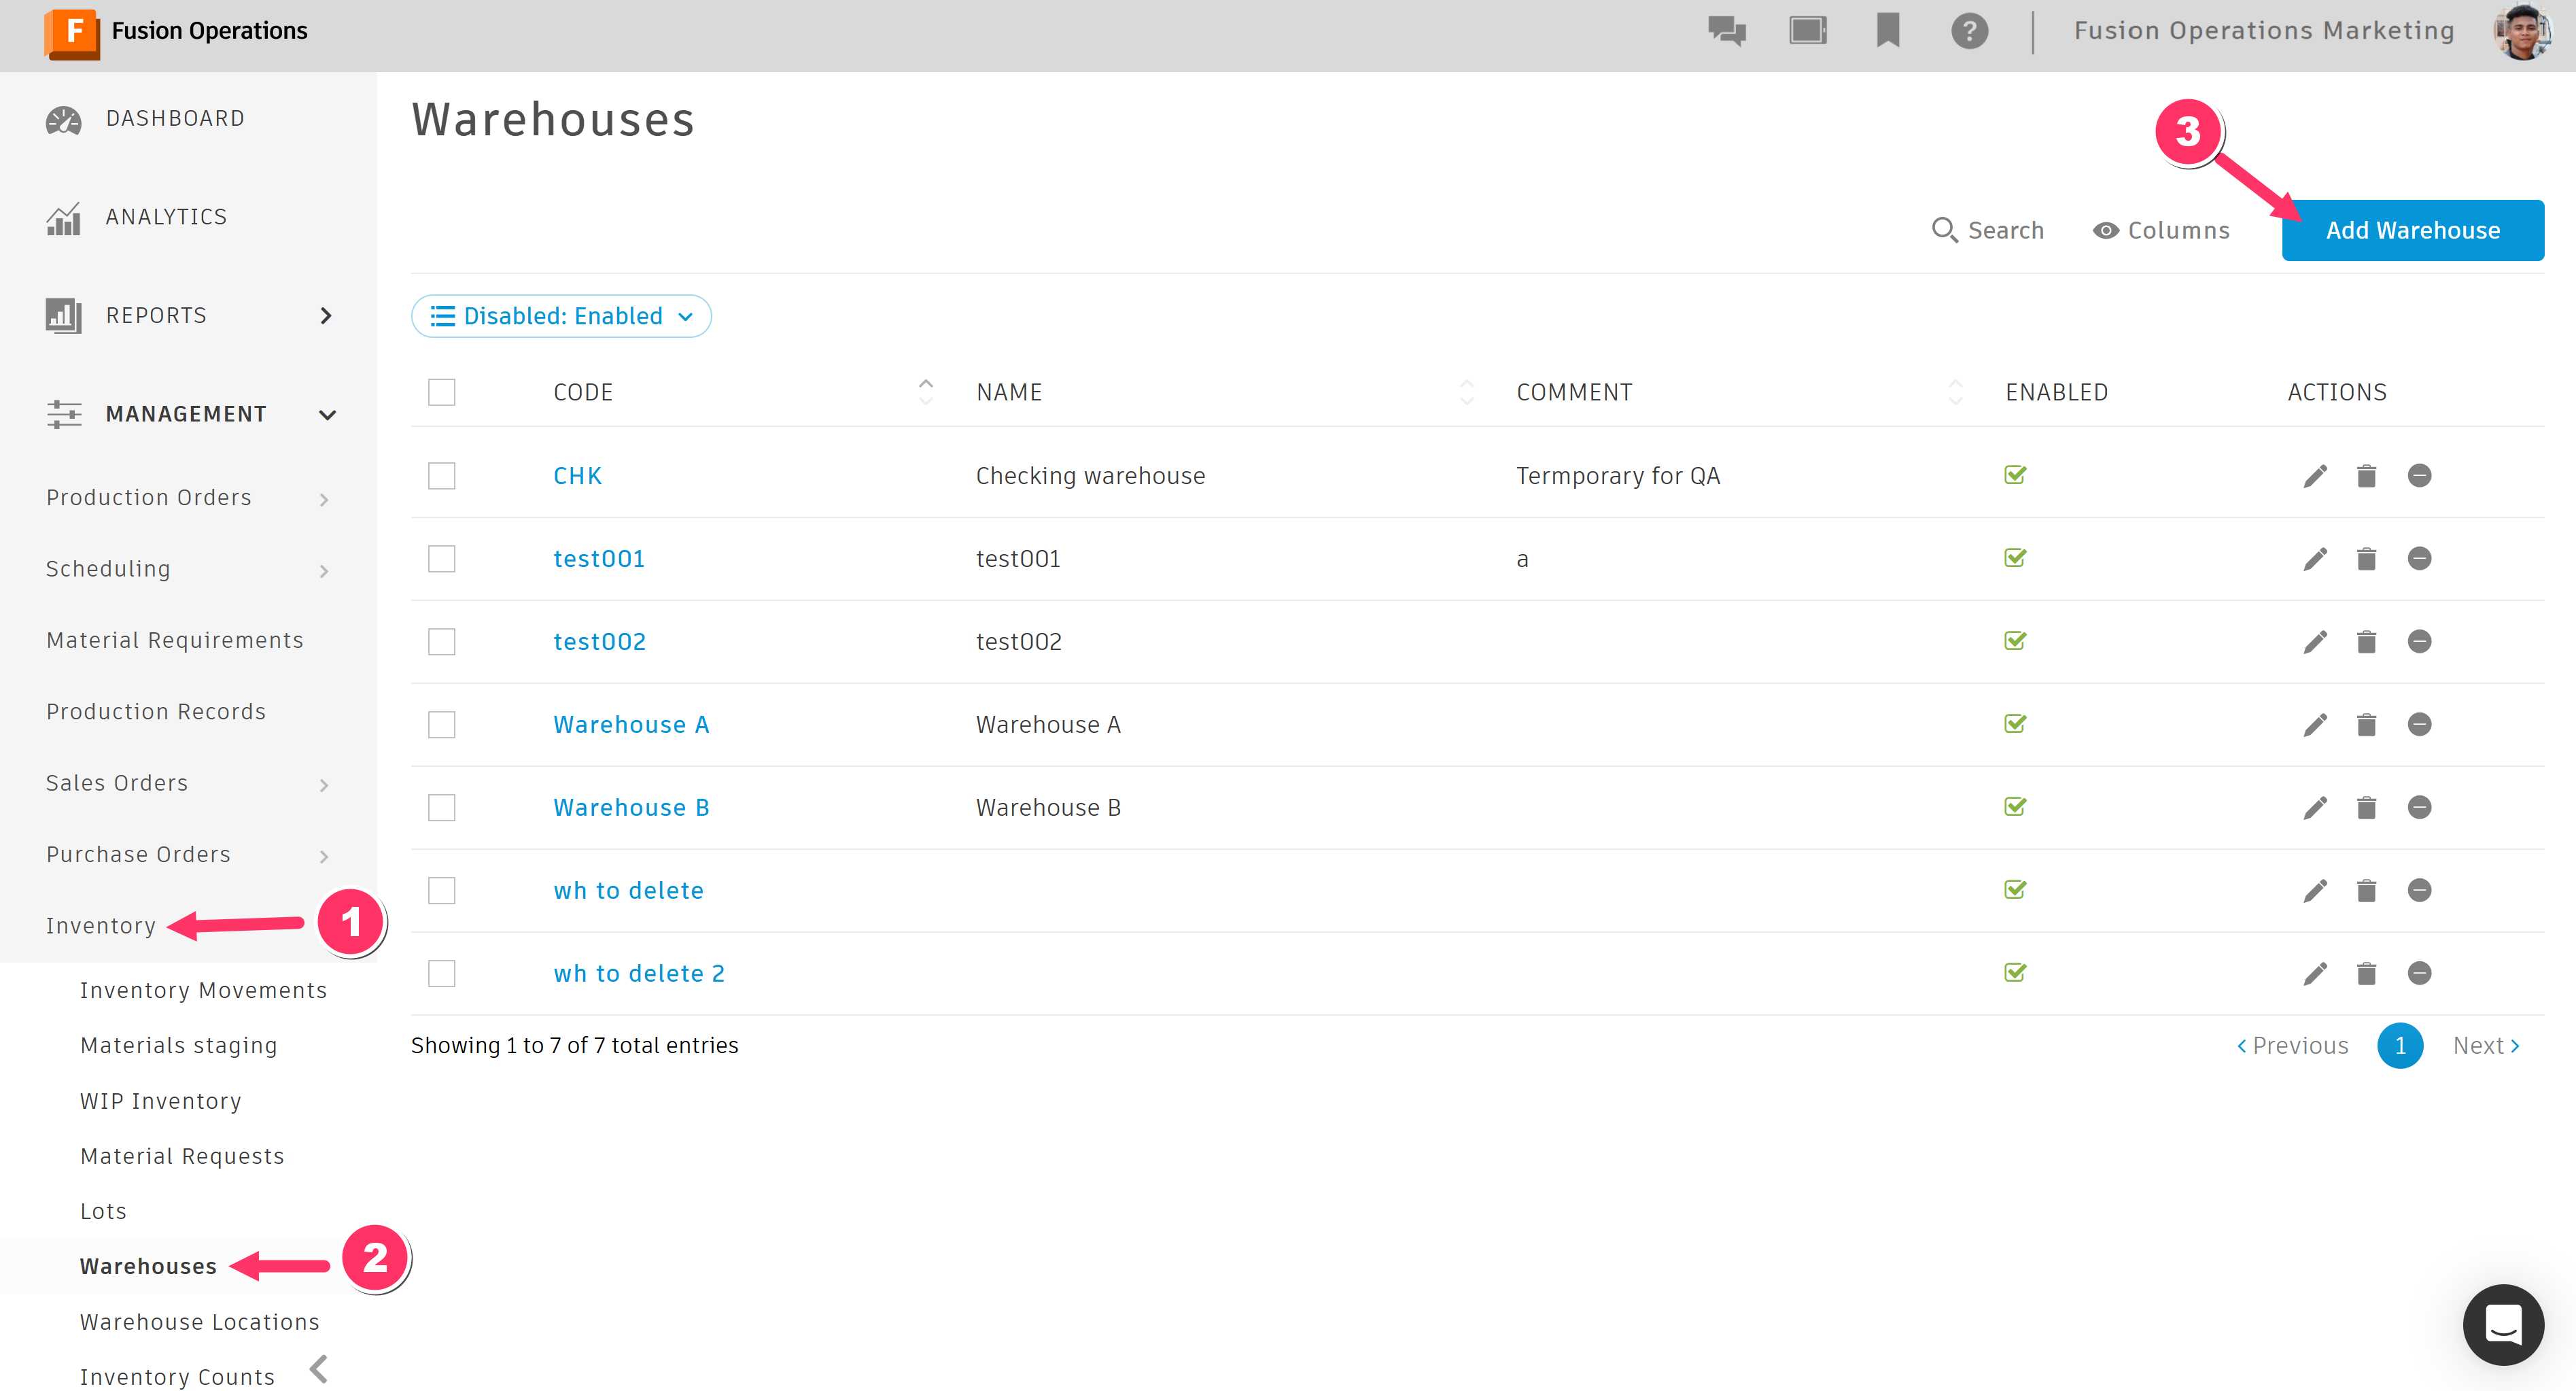 F Fusion Operations
? Fusion Operations Marketing
DASHBOARD
ANALYTICS
REPORTS
MANAGEMENT
Production Orders
Scheduling
Material Requirements
Production Records
Sales Orders
Purchase Orders
Inventory
1
Inventory Movements
Materials staging
WIP Inventory
Material Requests
Lots
Warehouses
2
Warehouse Locations
Inventory Counts
Warehouses
3
Search Columns Add Warehouse
Disabled: Enabled
CODE NAME COMMENT ENABLED ACTIONS
CHK Checking warehouse Termporary for QA
test001 test001 a
test002 test002
Warehouse A Warehouse A
Warehouse B Warehouse B
wh to delete
wh to delete 2
Showing 1 to 7 of 7 total entries
Previous 1 Next